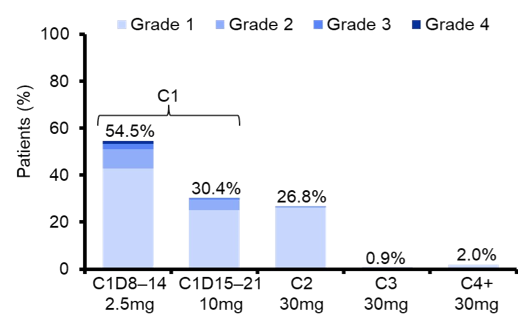 Grade 1 Grade 2 Grade 3 Grade 4
Patients (%)
100
80
60
40
20
0
C1
54.5%
30.4%
26.8%
0.9%
2.0%
C1D8–14 C1D15–21 C2 C3 C4+
2.5mg 10mg 30mg 30mg 30mg